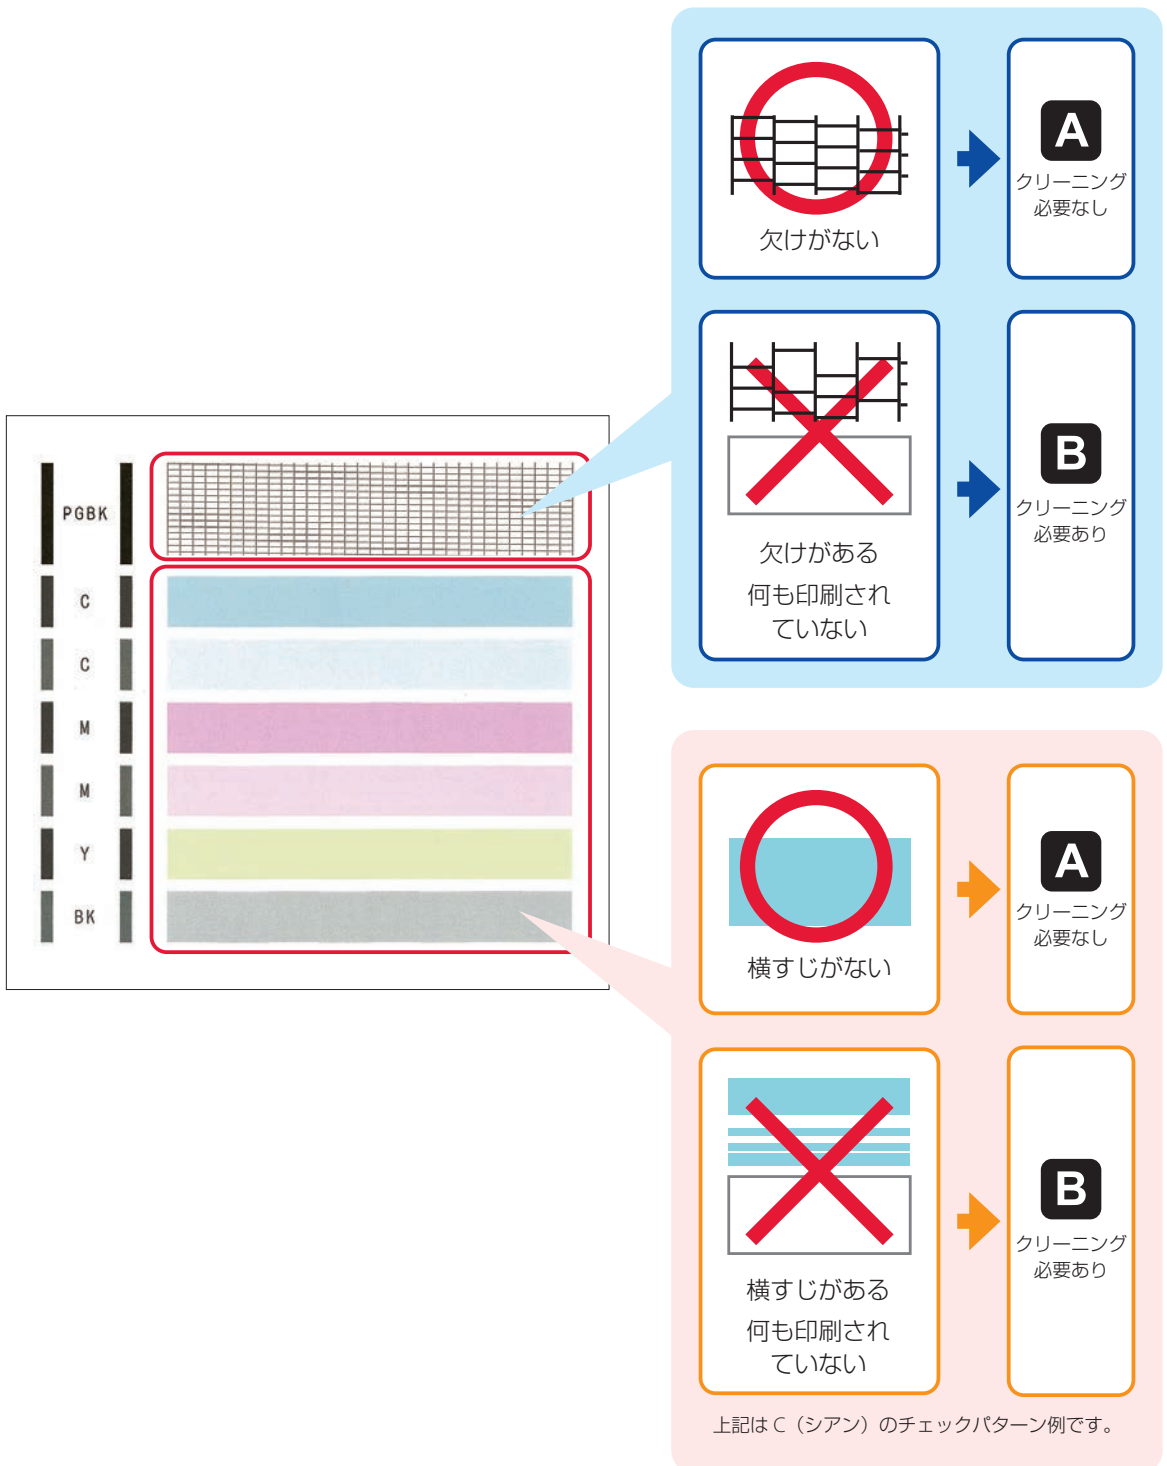 PGBK
C
C
M
M
Y
BK
欠けがない
A
クリーニング
必要なし
欠けがある
何も印刷され
ていない
B
クリーニング
必要あり
横すじがない
A
クリーニング
必要なし
横すじがある
何も印刷され
ていない
B
クリーニング
必要あり
上記は C（シアン）のチェックパターン例です。